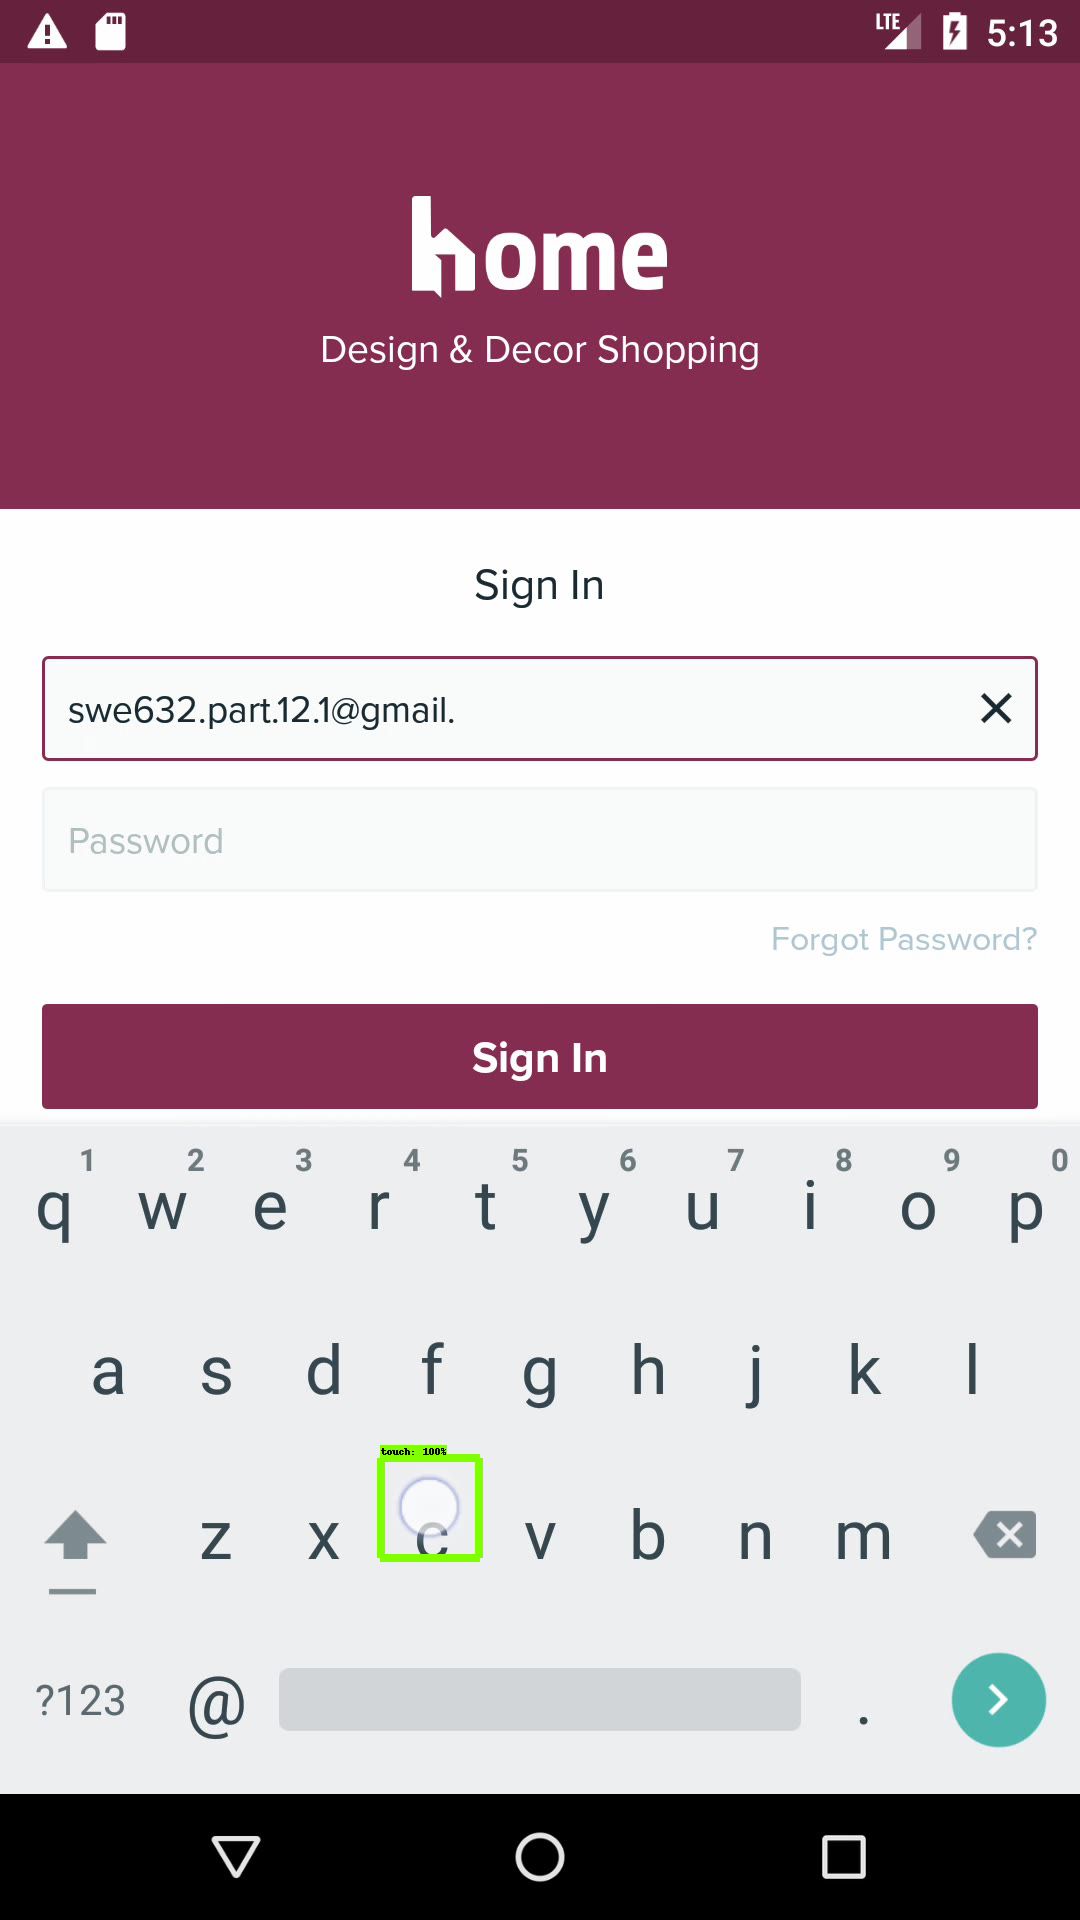 LTE 5:13
home
Design & Decor Shopping
Sign In
swe632.part.12.1@gmail.
Password
Forgot Password?
Sign In
1 2 3 4 5 6 7 8 9 0
q w e r t y u i o p
a s d f g h j k l
touch: 100%
z x c v b n m
?123 @ .